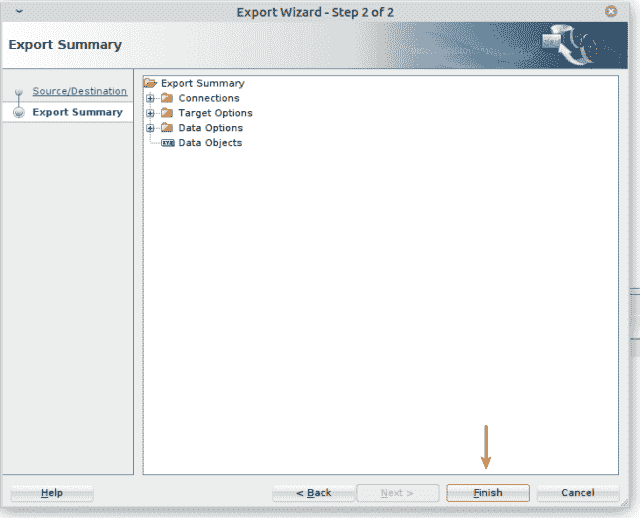 Export Wizard - Step 2 of 2
Export Summary
Source/Destination
Export Summary
Export Summary
Connections
Target Options
Data Options
Data Objects
Help
< Back
Next >
Finish
Cancel